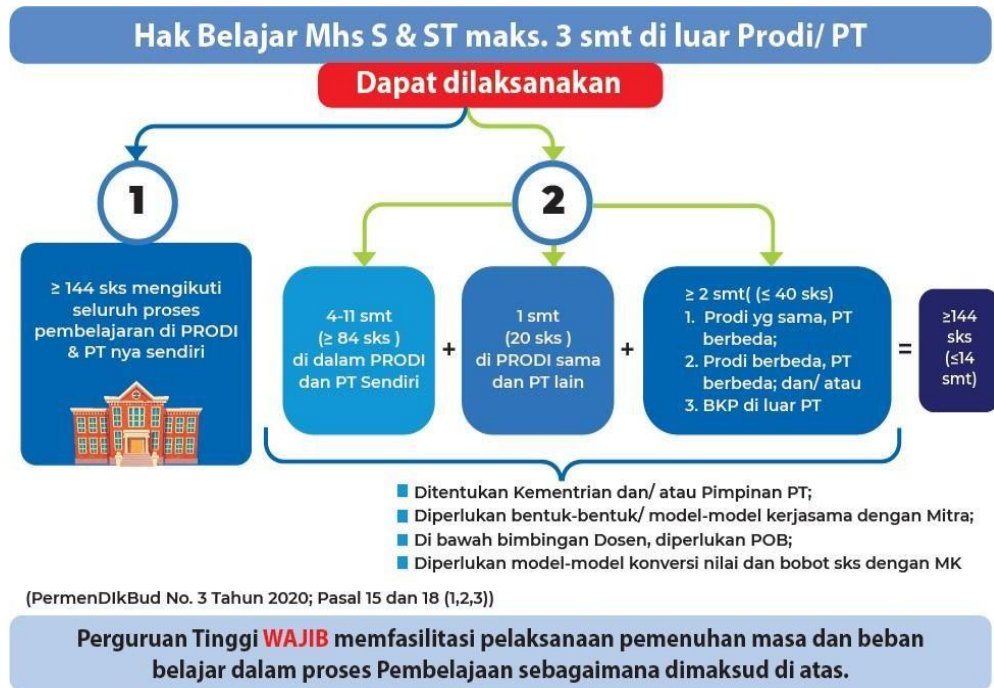 Hak Belajar Mhs S & ST maks. 3 smt di luar Prodi/ PT
Dapat dilaksanakan
1
2
≥ 144 sks mengikuti
seluruh proses
pembelajaran di PRODI
& PT nya sendiri
4-11 smt
(≥ 84 sks )
di dalam PRODI
dan PT Sendiri
+
1 smt
(20 sks )
di PRODI sama
dan PT lain
+
≥ 2 smt( (≤ 40 sks)
1. Prodi yg sama, PT
berbeda;
2. Prodi berbeda, PT
berbeda; dan/ atau
3. BKP di luar PT
=
≥144
sks
(≤14
smt)
Ditentukan Kementrian dan/ atau Pimpinan PT;
Diperlukan bentuk-bentuk/ model-model kerjasama dengan Mitra;
Di bawah bimbingan Dosen, diperlukan POB;
Diperlukan model-model konversi nilai dan bobot sks dengan MK
(PermenDIkBud No. 3 Tahun 2020; Pasal 15 dan 18 (1,2,3))
Perguruan Tinggi WAJIB memfasilitasi pelaksanaan pemenuhan masa dan beban
belajar dalam proses Pembelajaan sebagaimana dimaksud di atas.